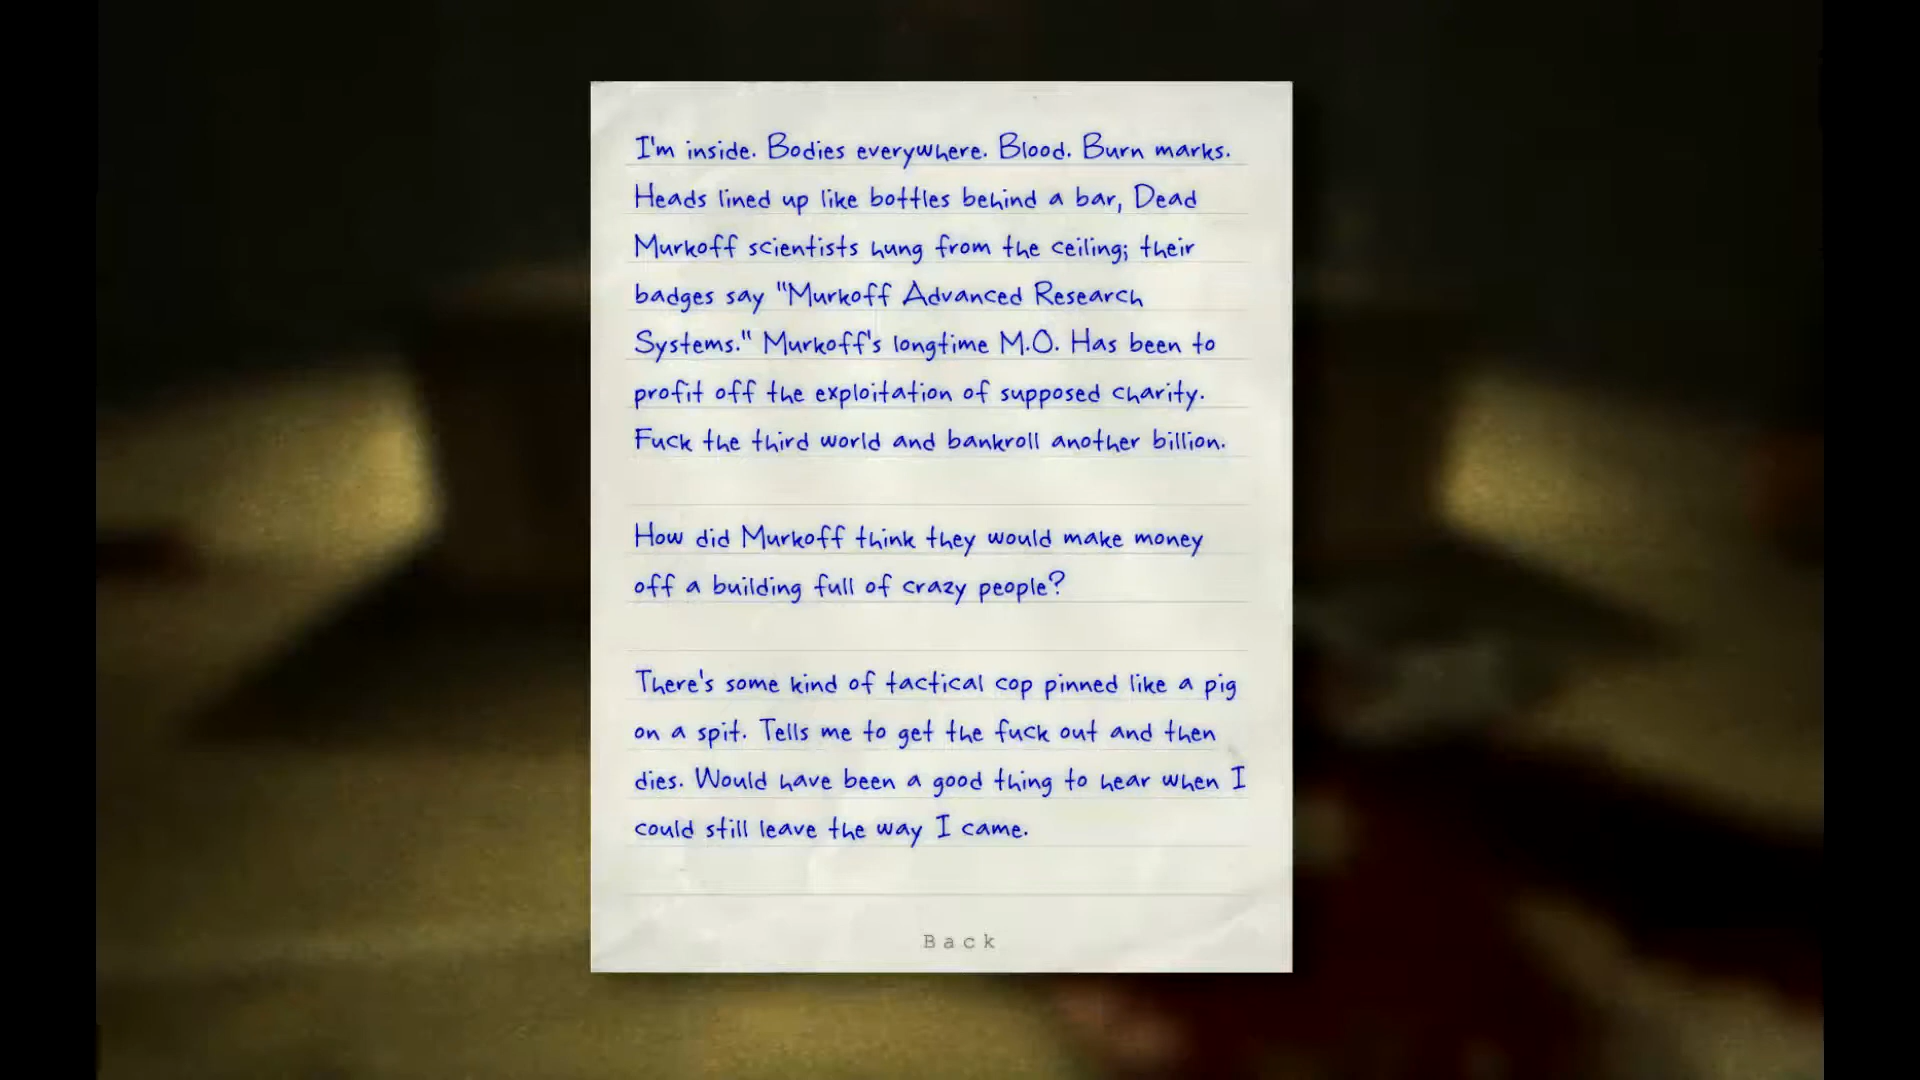 I'm inside. Bodies everywhere. Blood. Burn marks.
Heads lined up like bottles behind a bar, Dead
Murkoff scientists hung from the ceiling; their
badges say "Murkoff Advanced Research
Systems." Murkoff's longtime M.O. Has been to
profit off the exploitation of supposed charity.
Fuck the third world and bankroll another billion.
How did Murkoff think they would make money
off a building full of crazy people?
There's some kind of tactical cop pinned like a pig
on a spit. Tells me to get the fuck out and then
dies. Would have been a good thing to hear when I
could still leave the way I came.
Back